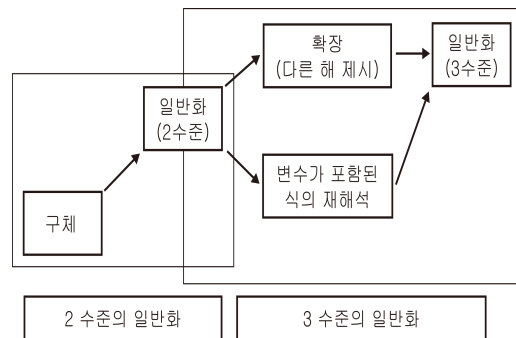 확장
(다른 해 제시)
일반화
(3수준)
일반화
(2수준)
변수가 포함된
식의 재해석
구체
2 수준의 일반화
3 수준의 일반화